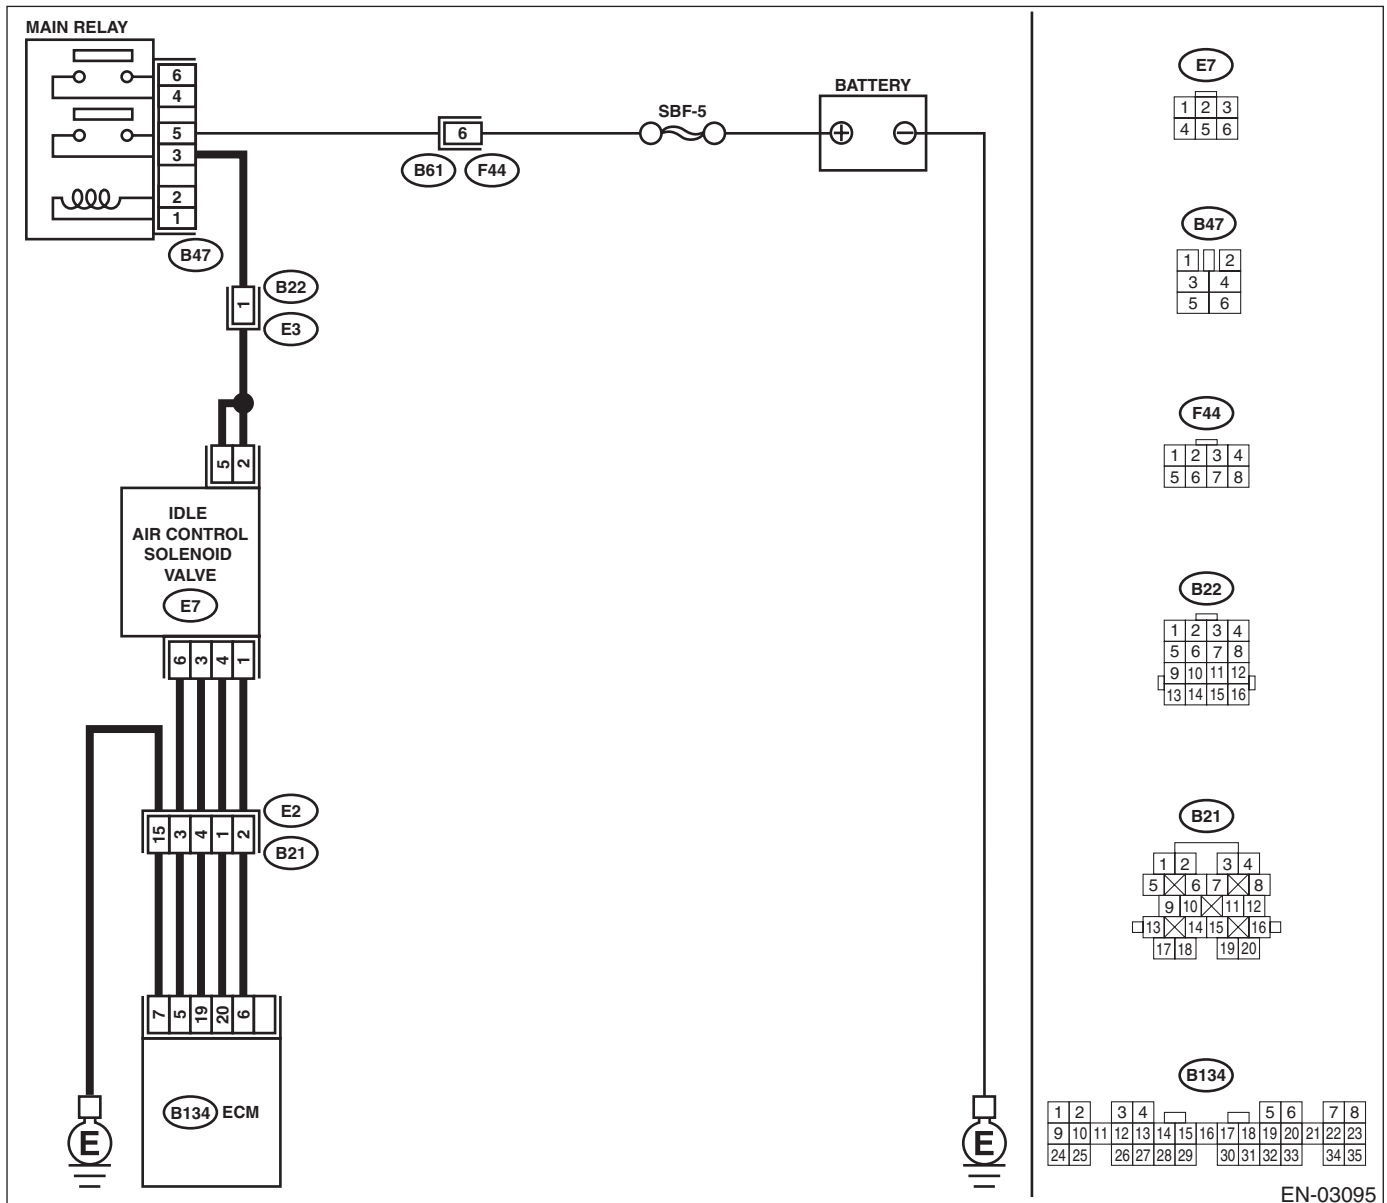 MAIN RELAY
6
4
5
3
2
1
B47
6
B61 F44
SBF-5
BATTERY
+ −
1
B22
E3
5 2
IDLE
AIR CONTROL
SOLENOID
VALVE
E7
6 3 4 1
15 3 4 1 2
E2
B21
7 5 19 20 6
B134 ECM
E
E
E7
1 2 3
4 5 6
B47
1 2
3 4
5 6
F44
1 2 3 4
5 6 7 8
B22
1 2 3 4
5 6 7 8
9 10 11 12
13 14 15 16
B21
1 2 3 4
5 6 7 8
9 10 11 12
13 14 15 16
17 18 19 20
B134
1 2 3 4 5 6 7 8
9 10 11 12 13 14 15 16 17 18 19 20 21 22 23
24 25 26 27 28 29 30 31 32 33 34 35
EN-03095